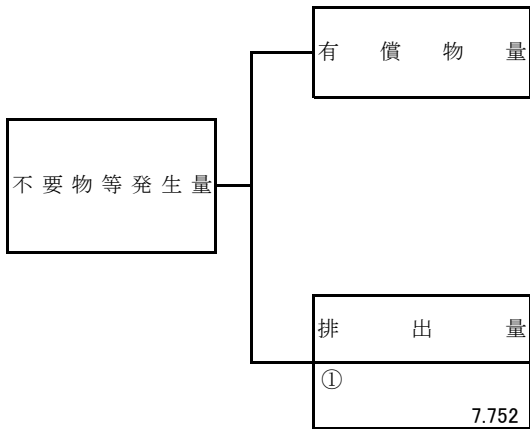 有償物量
不要物等発生量
排出量
①
7.752